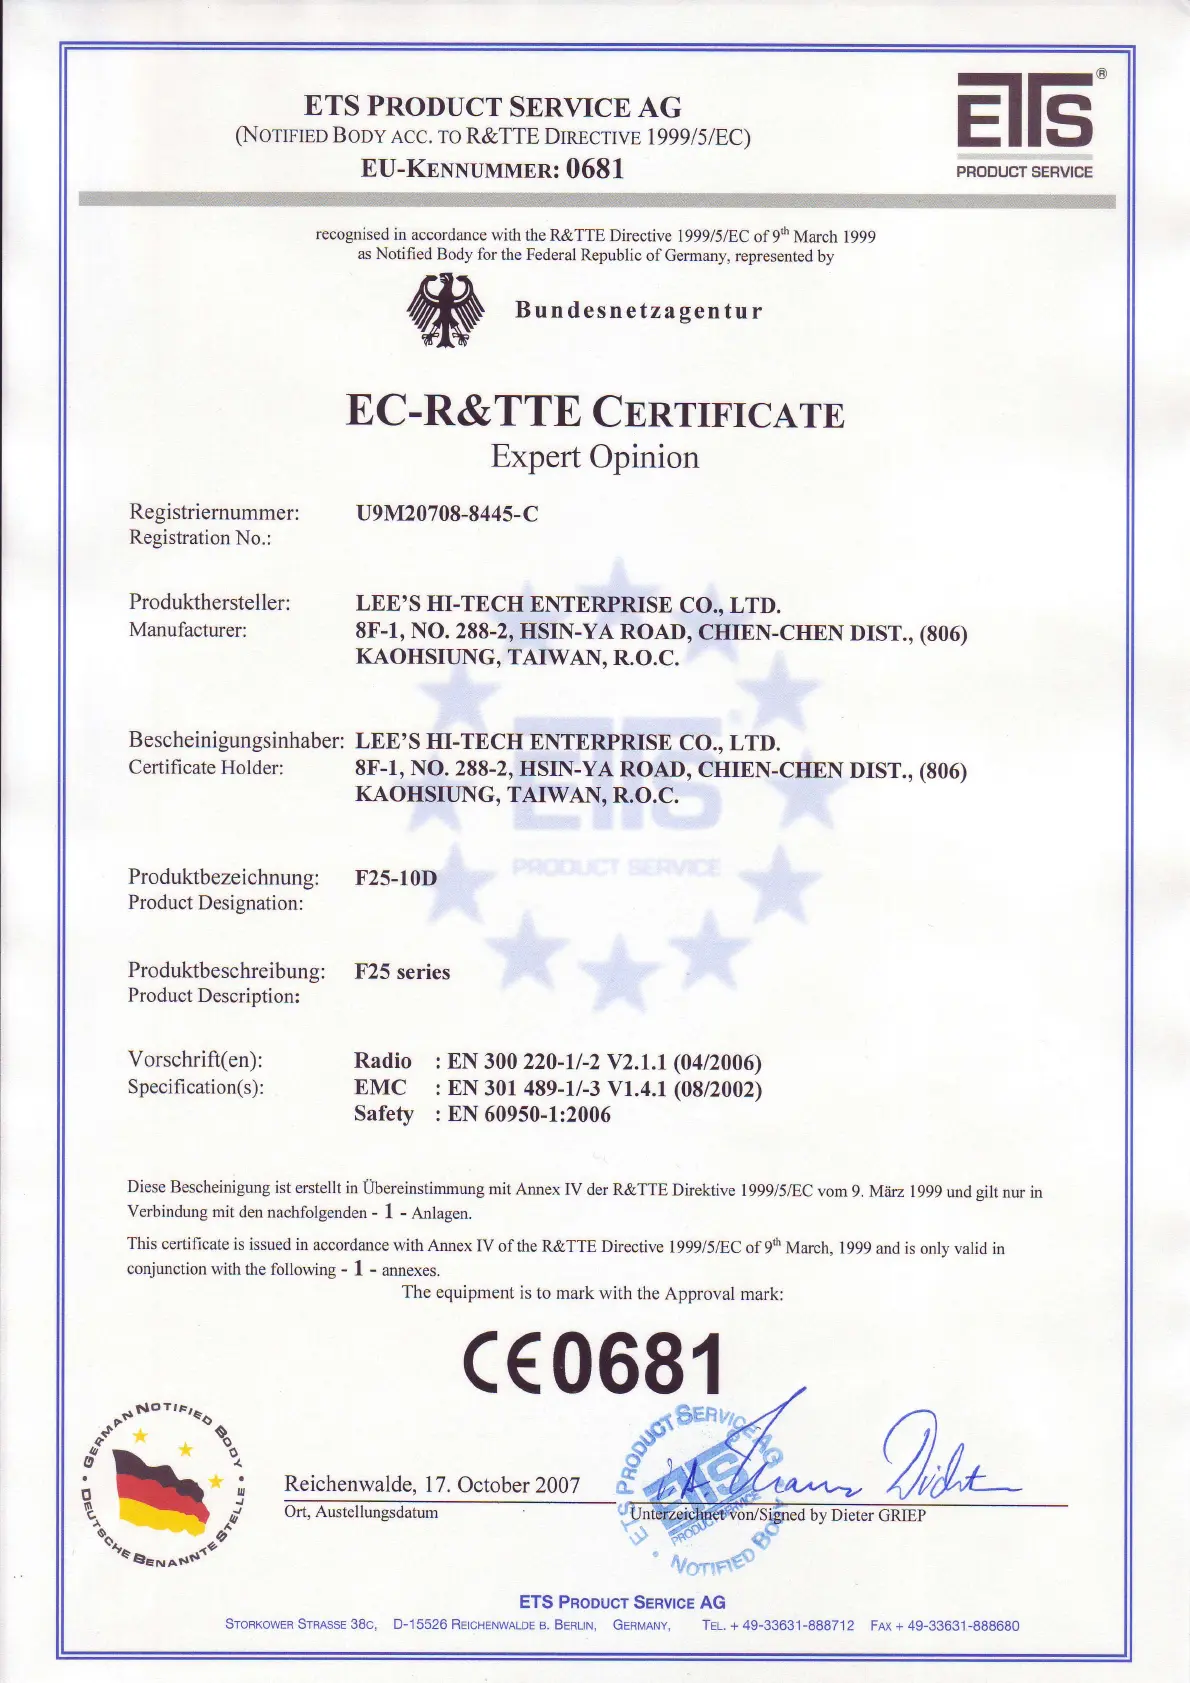 ETS PRODUCT SERVICE AG
(NOTIFIED BODY ACC. TO R&TTE DIRECTIVE 1999/5/EC)
EU-KENNUMMER: 0681
ETS®
PRODUCT SERVICE
recognised in accordance with the R&TTE Directive 1999/5/EC of 9th March 1999
as Notified Body for the Federal Republic of Germany, represented by
Bundesnetzagentur
EC-R&TTE CERTIFICATE
Expert Opinion
Registriernummer: U9M20708-8445-C
Registration No.:
Produkthersteller: LEE'S HI-TECH ENTERPRISE CO., LTD.
Manufacturer: 8F-1, NO. 288-2, HSIN-YA ROAD, CHIEN-CHEN DIST., (806)
KAOHSIUNG, TAIWAN, R.O.C.
Bescheinigungsinhaber: LEE'S HI-TECH ENTERPRISE CO., LTD.
Certificate Holder: 8F-1, NO. 288-2, HSIN-YA ROAD, CHIEN-CHEN DIST., (806)
KAOHSIUNG, TAIWAN, R.O.C.
ETS
PRODUCT SERVICE
Produktbezeichnung: F25-10D
Product Designation:
Produktbeschreibung: F25 series
Product Description:
Vorschrift(en): Radio : EN 300 220-1/-2 V2.1.1 (04/2006)
Specification(s): EMC : EN 301 489-1/-3 V1.4.1 (08/2002)
Safety : EN 60950-1:2006
Diese Bescheinigung ist erstellt in Übereinstimmung mit Annex IV der R&TTE Direktive 1999/5/EC vom 9. März 1999 und gilt nur in
Verbindung mit den nachfolgenden - 1 - Anlagen.
This certificate is issued in accordance with Annex IV of the R&TTE Directive 1999/5/EC of 9th March, 1999 and is only valid in
conjunction with the following - 1 - annexes.
The equipment is to mark with the Approval mark:
CE0681
GERMAN NOTIFIED BODY
DEUTSCHE BENANNTE STELLE
ETS PRODUCT SERVICE AG
ETS
PRODUCT SERVICE
NOTIFIED BODY
Reichenwalde, 17. October 2007
Ort, Austellungsdatum
Unterzeichnet von/Signed by Dieter GRIEP
ETS PRODUCT SERVICE AG
STORKOWER STRASSE 38C, D-15526 REICHENWALDE B. BERLIN, GERMANY, TEL. + 49-33631-888712 FAX + 49-33631-888680